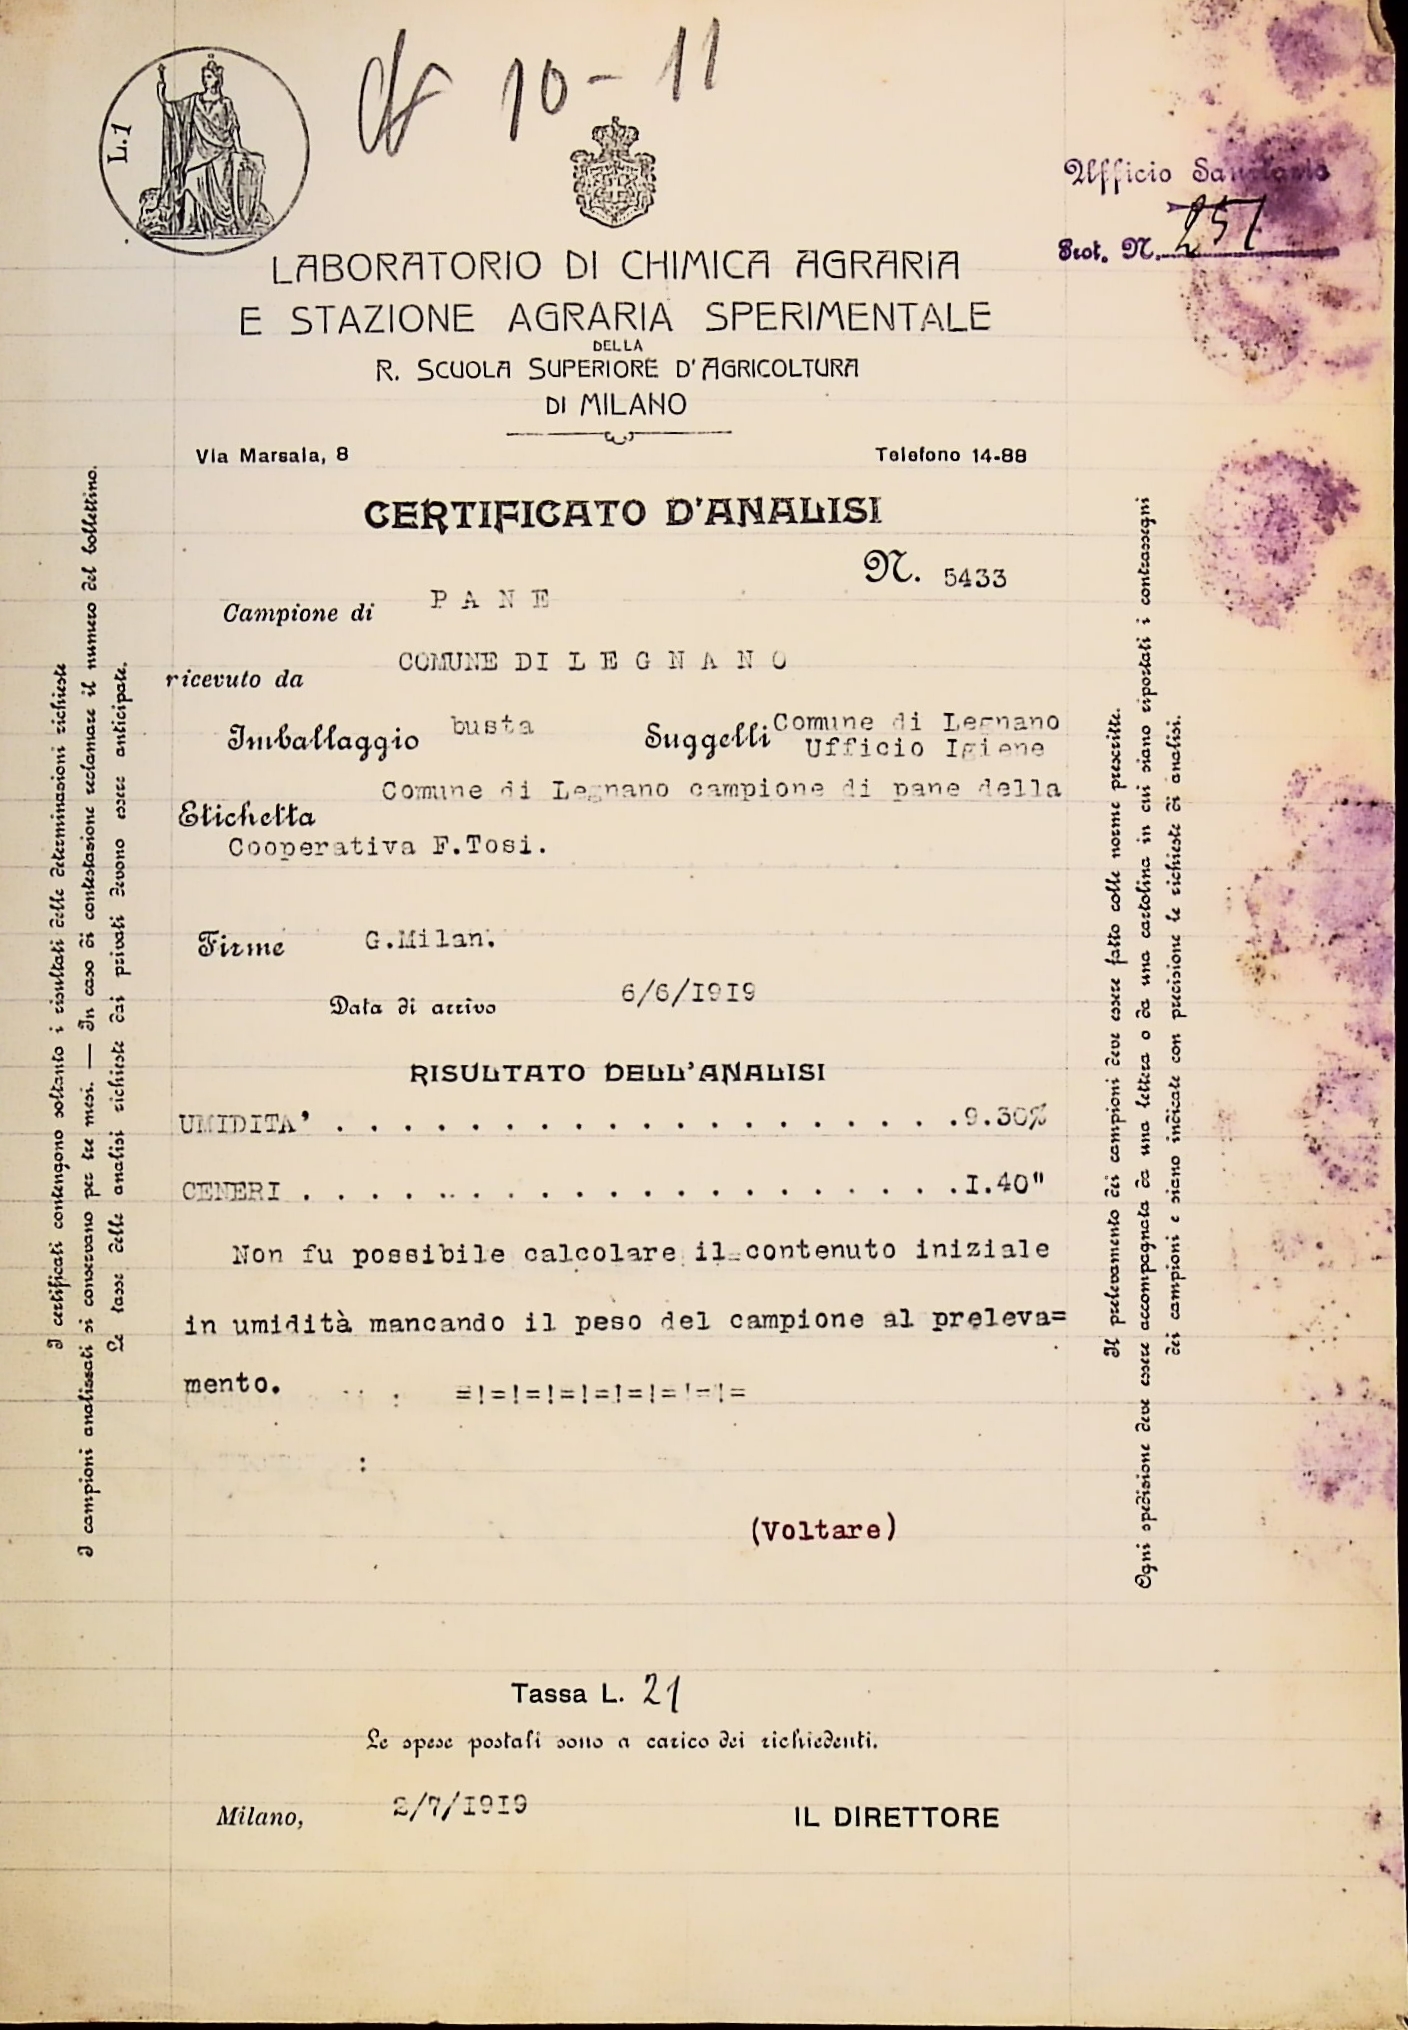 10-11
L.1
Ufficio Sanitario
Prot. N. 251
LABORATORIO DI CHIMICA AGRARIA
E STAZIONE AGRARIA SPERIMENTALE
DELLA
R. SCUOLA SUPERIORE D'AGRICOLTURA
DI MILANO
Via Marsala, 8 Telefono 14-88
CERTIFICATO D'ANALISI
N. 5433
Campione di PANE
ricevuto da COMUNE DI LEGNANO
Imballaggio busta Suggelli Comune di Legnano
Ufficio Igiene
Etichetta Comune di Legnano campione di pane della
Cooperativa F.Tosi.
Firme G.Milan.
Data di arrivo 6/6/1919
RISULTATO DELL'ANALISI
UMIDITA' . . . . . . . . . . . . . . . . . . .9.30%
CENERI . . . . . . . . . . . . . . . . . . . .I.40"
Non fu possibile calcolare il contenuto iniziale
in umidità mancando il peso del campione al preleva=
mento. =!=!=!=!=!=!=!=!=
(Voltare)
Tassa L. 21
Le spese postali sono a carico dei richiedenti.
Milano, 2/7/1919 IL DIRETTORE
I certificati contengono soltanto i risultati delle determinazioni richieste
I campioni analizzati si conservano per tre mesi. — In caso di contestazione reclamare il numero del bollettino.
Le tasse delle analisi richieste dai privati devono essere anticipate.
Il prelevamento dei campioni deve essere fatto colle norme prescritte.
Ogni spedizione deve essere accompagnata da una lettera o da una cartolina in cui siano riportati i contrassegni
dei campioni e siano indicate con precisione le richieste di analisi.